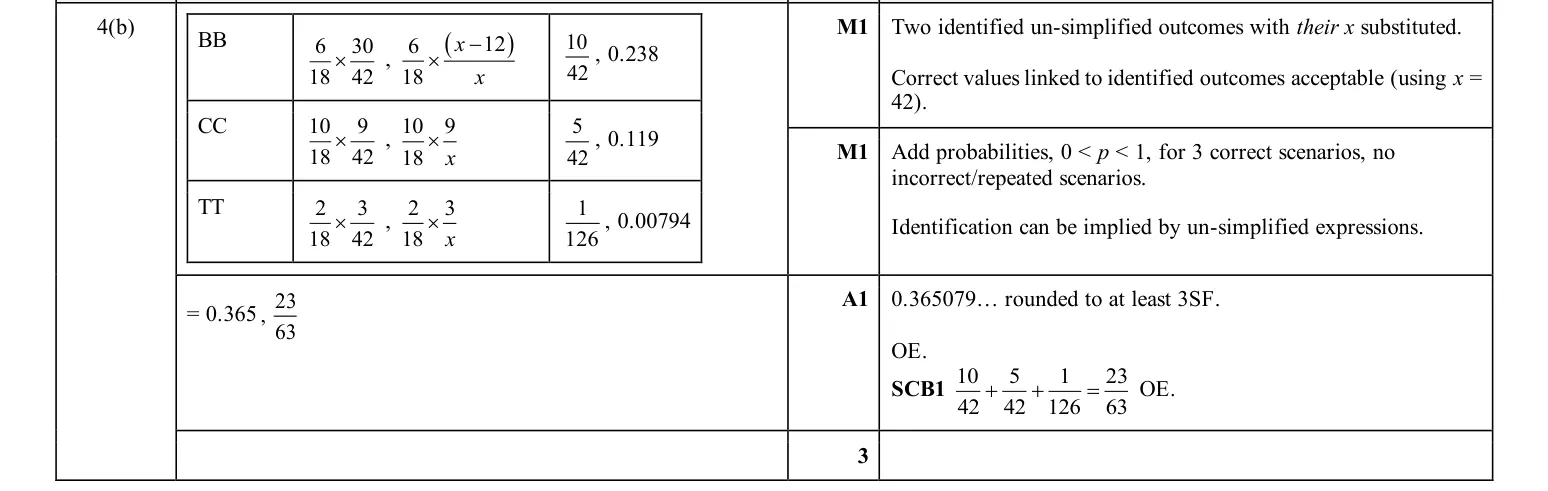 4(b)
BB 6/18 × 30/42 , 6/18 × (x − 12)/x 10/42 , 0.238
CC 10/18 × 9/42 , 10/18 × 9/x 5/42 , 0.119
TT 2/18 × 3/42 , 2/18 × 3/x 1/126 , 0.00794
M1 Two identified un-simplified outcomes with their x substituted.
Correct values linked to identified outcomes acceptable (using x =
42).
M1 Add probabilities, 0 < p < 1, for 3 correct scenarios, no
incorrect/repeated scenarios.
Identification can be implied by un-simplified expressions.
= 0.365 , 23/63
A1 0.365079… rounded to at least 3SF.
OE.
SCB1 10/42 + 5/42 + 1/126 = 23/63 OE.
3